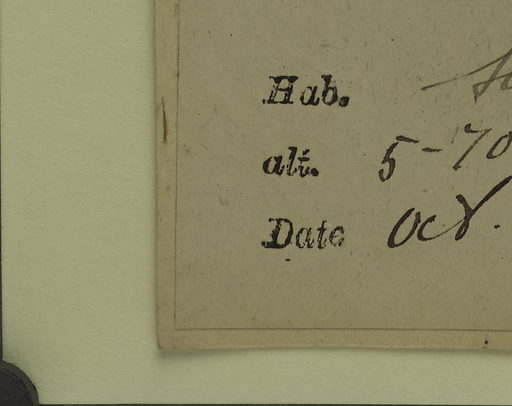 Hab.
alt. 5-70
Date Oct.